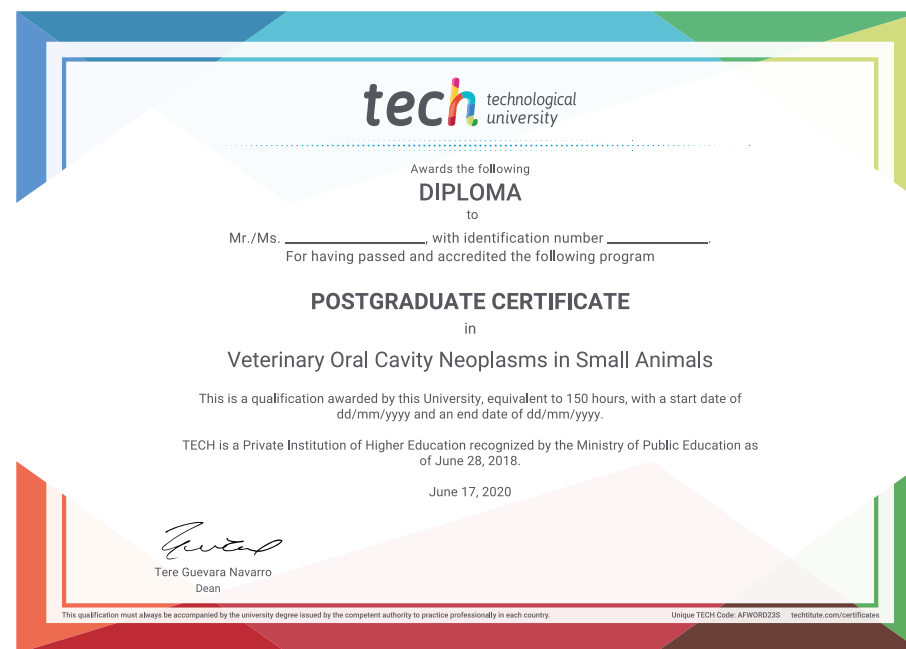 tech technological
university
Awards the following
DIPLOMA
to
Mr./Ms. ____________________, with identification number ______________.
For having passed and accredited the following program
POSTGRADUATE CERTIFICATE
in
Veterinary Oral Cavity Neoplasms in Small Animals
This is a qualification awarded by this University, equivalent to 150 hours, with a start date of
dd/mm/yyyy and an end date of dd/mm/yyyy.
TECH is a Private Institution of Higher Education recognized by the Ministry of Public Education as
of June 28, 2018.
June 17, 2020
Tere Guevara Navarro
Dean
This qualification must always be accompanied by the university degree issued by the competent authority to practice professionally in each country.
Unique TECH Code: AFWORD23S techtitute.com/certificates